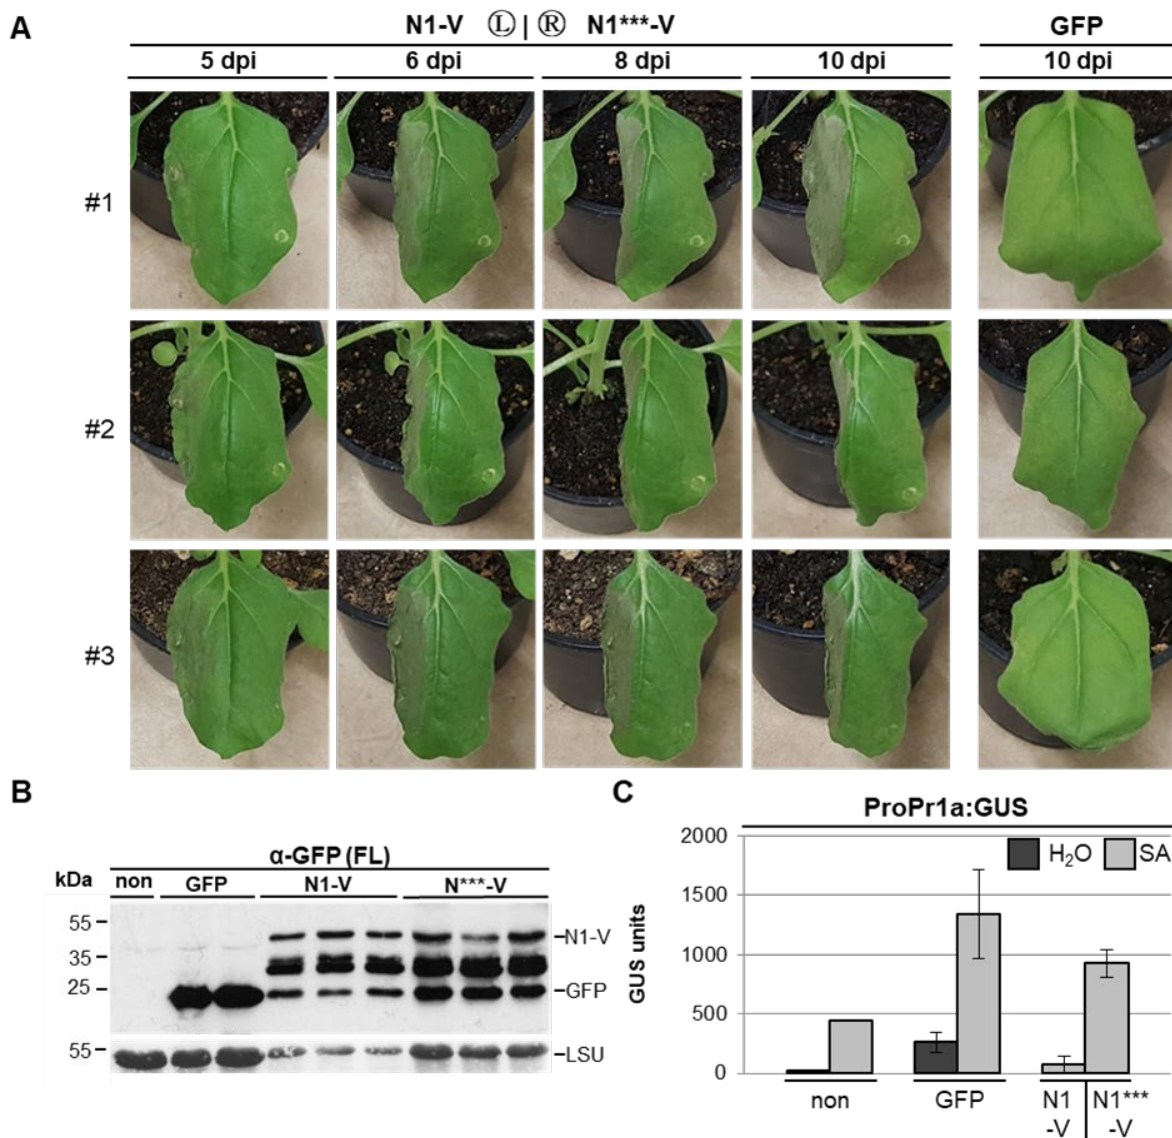 A
N1-V Ⓛ | Ⓡ N1***-V
GFP
5 dpi 6 dpi 8 dpi 10 dpi 10 dpi
#1
#2
#3
B
α-GFP (FL)
kDa non GFP N1-V N***-V
55
35
25
55
N1-V
GFP
LSU
C
ProPr1a:GUS
2000
1500
1000
500
0
GUS units
H₂O SA
non GFP N1 N1***
-V -V